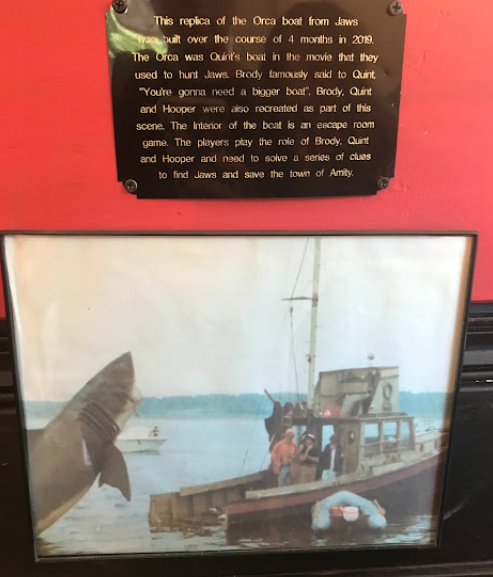 This replica of the Orca boat from Jaws
was built over the course of 4 months in 2019.
The Orca was Quint's boat in the movie that they
used to hunt Jaws. Brody famously said to Quint,
"You're gonna need a bigger boat". Brody, Quint
and Hooper were also recreated as part of this
scene. The Interior of the boat is an escape room
game. The players play the role of Brody, Quint
and Hooper and need to solve a series of clues
to find Jaws and save the town of Amity.